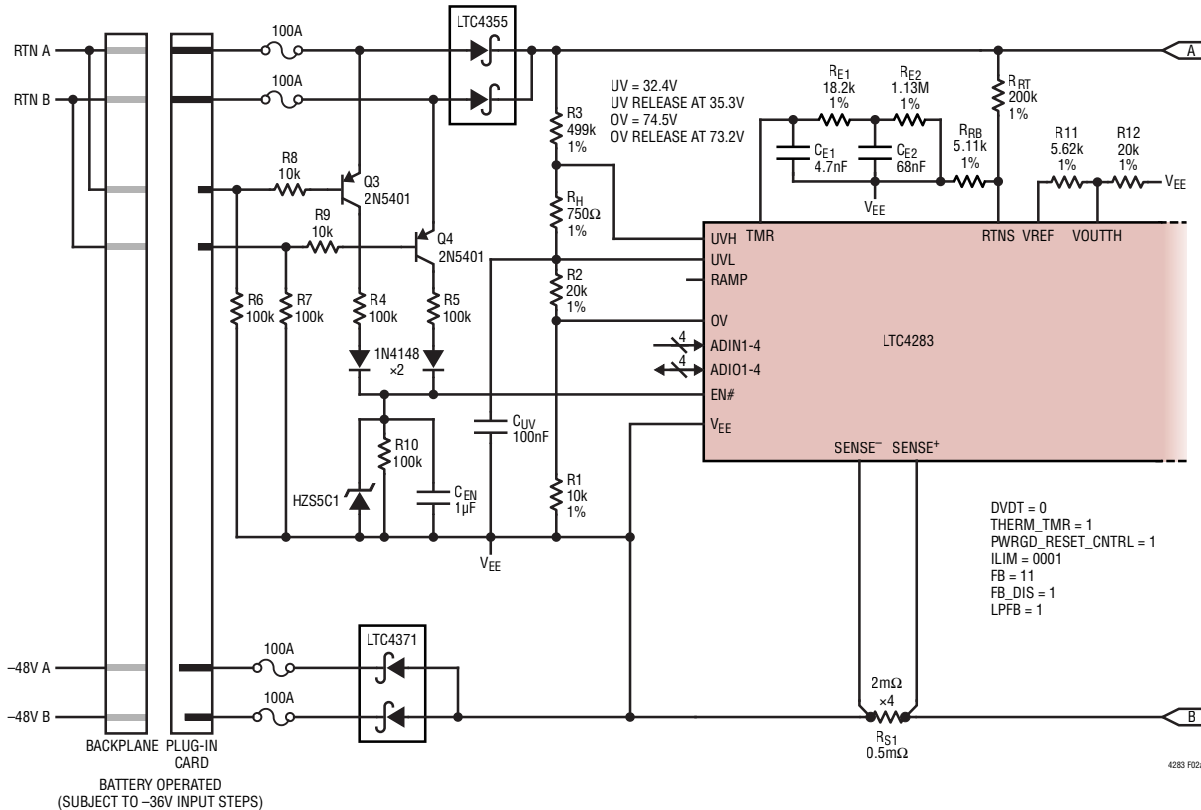 RTN A
RTN B
100A
100A
LTC4355
UV = 32.4V
UV RELEASE AT 35.3V
OV = 74.5V
OV RELEASE AT 73.2V
R3
499k
1%
RE1
18.2k
1%
RE2
1.13M
1%
RRT
200k
1%
CE1
4.7nF
CE2
68nF
RRB
5.11k
1%
R11
5.62k
1%
R12
20k
1%
VEE
VEE
A
R8
10k
Q3
2N5401
R9
10k
Q4
2N5401
RH
750Ω
1%
R2
20k
1%
R6
100k
R7
100k
R4
100k
R5
100k
1N4148
×2
TMR
RTNS
VREF
VOUTTH
UVH
UVL
RAMP
OV
4
ADIN1-4
4
ADIO1-4
EN#
VEE
LTC4283
SENSE−
SENSE+
CUV
100nF
R10
100k
HZS5C1
CEN
1µF
R1
10k
1%
VEE
DVDT = 0
THERM_TMR = 1
PWRGD_RESET_CNTRL = 1
ILIM = 0001
FB = 11
FB_DIS = 1
LPFB = 1
–48V A
–48V B
100A
100A
LTC4371
2mΩ
×4
RS1
0.5mΩ
B
BACKPLANE
PLUG-IN
CARD
BATTERY OPERATED
(SUBJECT TO –36V INPUT STEPS)